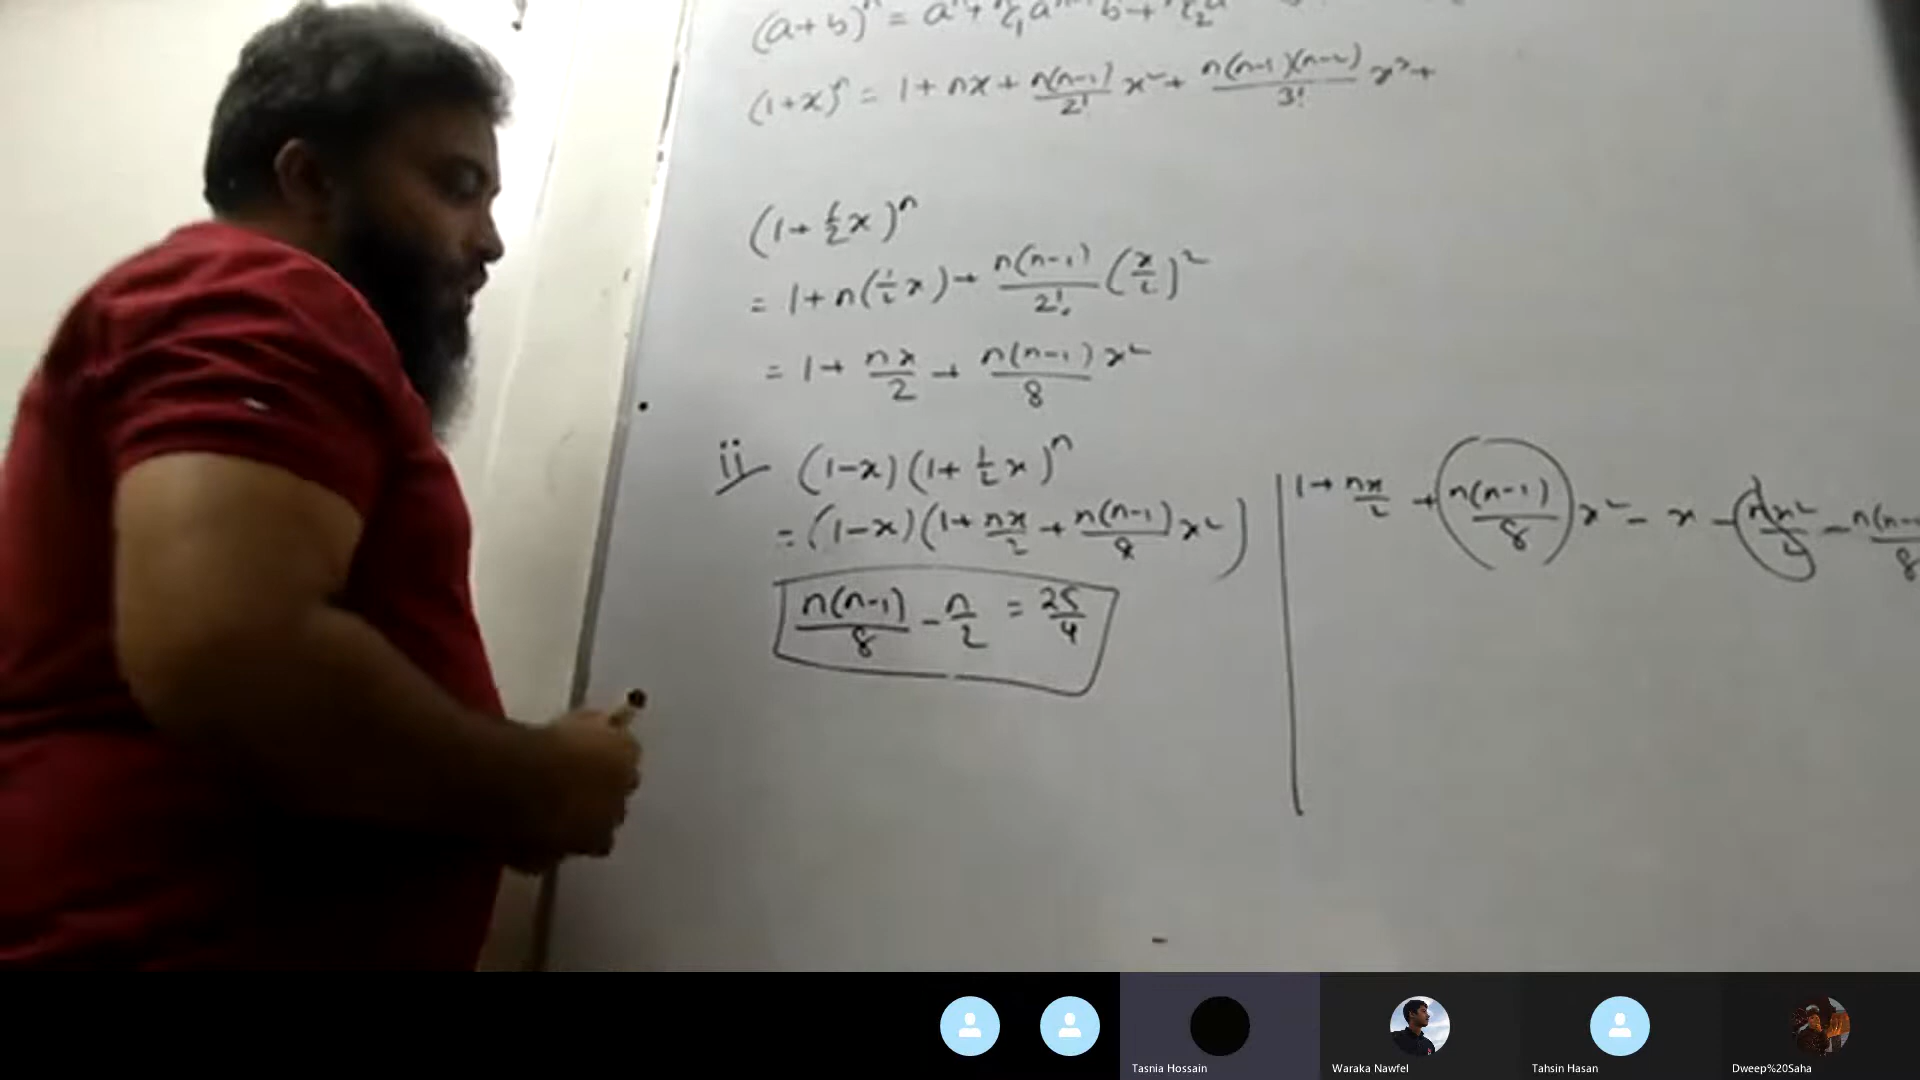 (a+b)ⁿ = aⁿ + ⁿC₁ aⁿ⁻¹ b + ⁿC₂ a
(1+x)ⁿ = 1 + nx + n(n-1)/2! x² + n(n-1)(n-2)/3! x³ +
(1 + 1/2 x)ⁿ
= 1 + n(1/2 x) + n(n-1)/2! (x/2)²
= 1 + nx/2 + n(n-1)/8 x²
ii (1-x)(1 + 1/2 x)ⁿ
= (1-x)(1 + nx/2 + n(n-1)/8 x²)
1 + nx/2 + n(n-1)/8 x² - x - nx²/ - n(n-/8
n(n-1)/8 - n/2 = 25/4
Tasnia Hossain
Waraka Nawfel
Tahsin Hasan
Dweep%20Saha